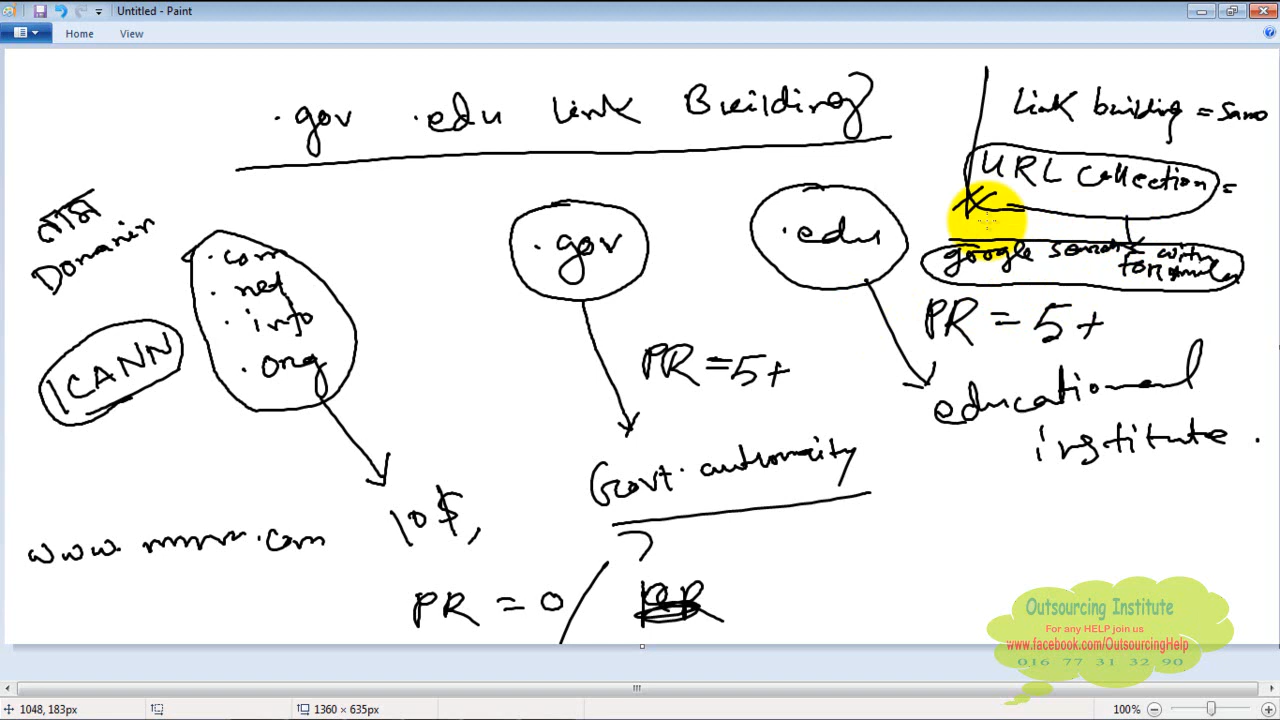 Untitled - Paint
Home View
.gov .edu Link Building?
Link building = same
URL collection =
google search with formula
নাম
Domanin
.com
.net
.info
.org
ICANN
.gov
.edu
PR = 5+
PR = 5+
educational
institute.
Govt. authority
?
10$,
www. .com
PR = 0
PR
Outsourcing Institute
For any HELP join us
www.facebook.com/OutsourcingHelp
016 77 31 32 90
1048, 183px
1360 × 635px
100%